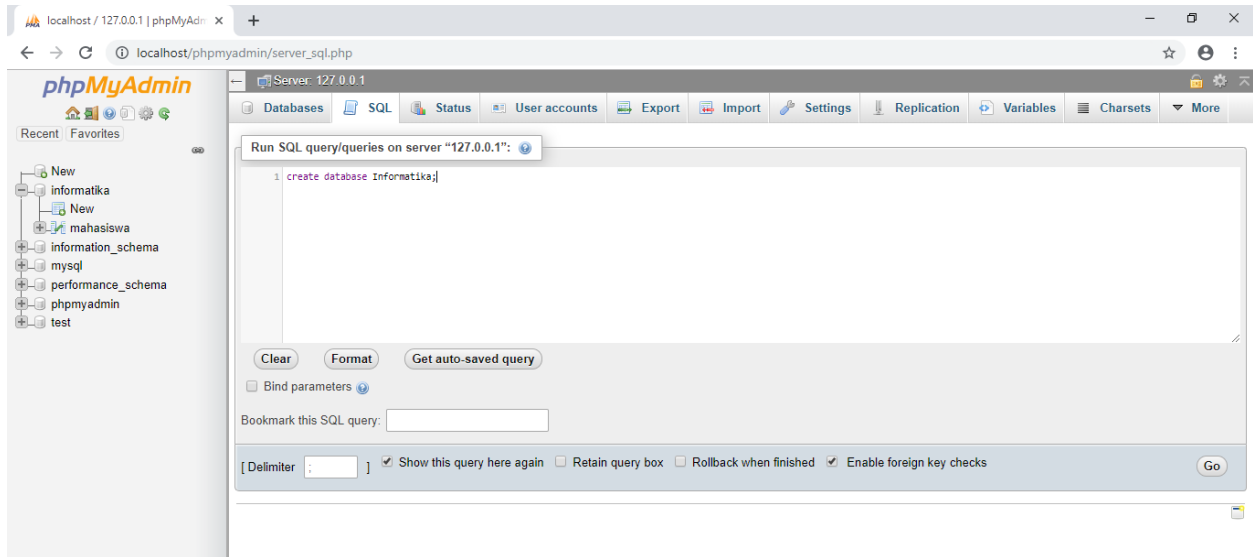 localhost / 127.0.0.1 | phpMyAdn
localhost/phpmyadmin/server_sql.php
phpMyAdmin
Recent Favorites
New
informatika
New
mahasiswa
information_schema
mysql
performance_schema
phpmyadmin
test
Server: 127.0.0.1
Databases SQL Status User accounts Export Import Settings Replication Variables Charsets More
Run SQL query/queries on server “127.0.0.1”:
1 create database Informatika;
Clear Format Get auto-saved query
Bind parameters
Bookmark this SQL query:
[ Delimiter ; ] Show this query here again Retain query box Rollback when finished Enable foreign key checks Go